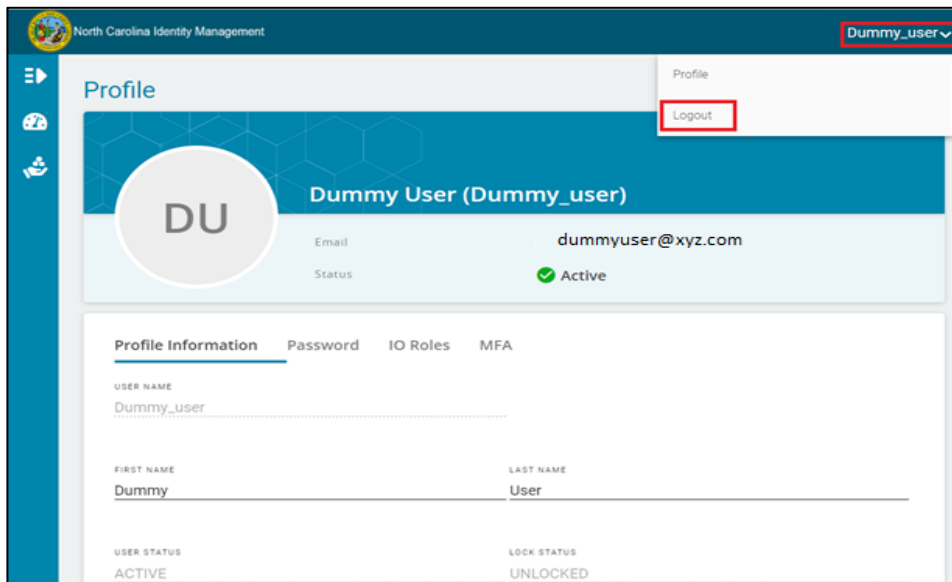 North Carolina Identity Management
Dummy_user
Profile
Logout
Profile
DU
Dummy User (Dummy_user)
Email dummyuser@xyz.com
Status Active
Profile Information Password IO Roles MFA
USER NAME
Dummy_user
FIRST NAME LAST NAME
Dummy User
USER STATUS LOCK STATUS
ACTIVE UNLOCKED